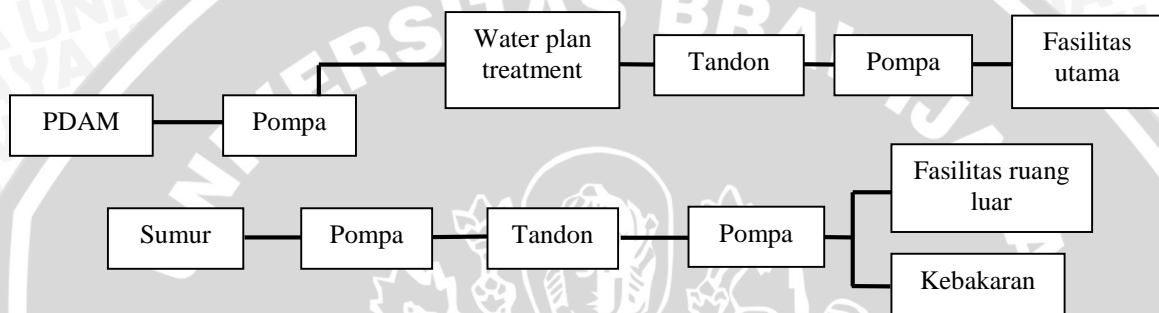 Water plan
treatment
Tandon
Pompa
Fasilitas
utama
PDAM
Pompa
Fasilitas ruang
luar
Sumur
Pompa
Tandon
Pompa
Kebakaran